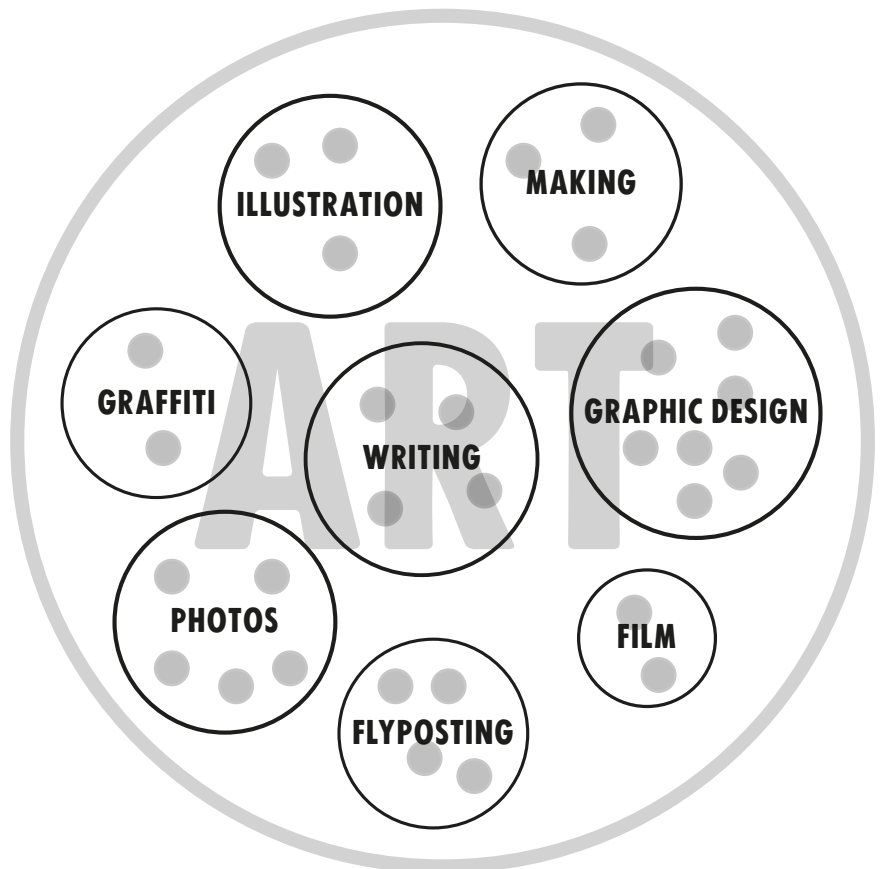 MAKING
ILLUSTRATION
GRAFFITI
GRAPHIC DESIGN
ART
WRITING
PHOTOS
FILM
FLYPOSTING